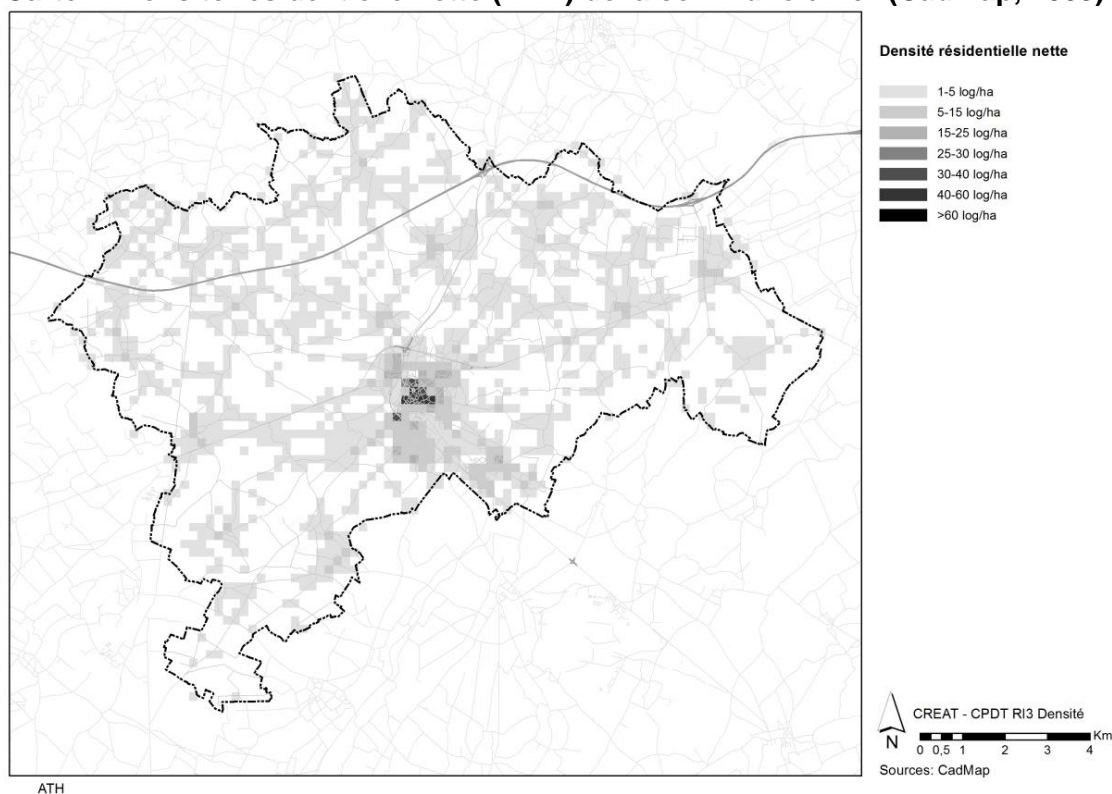 Densité résidentielle nette
1-5 log/ha
5-15 log/ha
15-25 log/ha
25-30 log/ha
30-40 log/ha
40-60 log/ha
>60 log/ha
CREAT - CPDT RI3 Densité
N
Km
0 0,5 1 2 3 4
Sources: CadMap
ATH